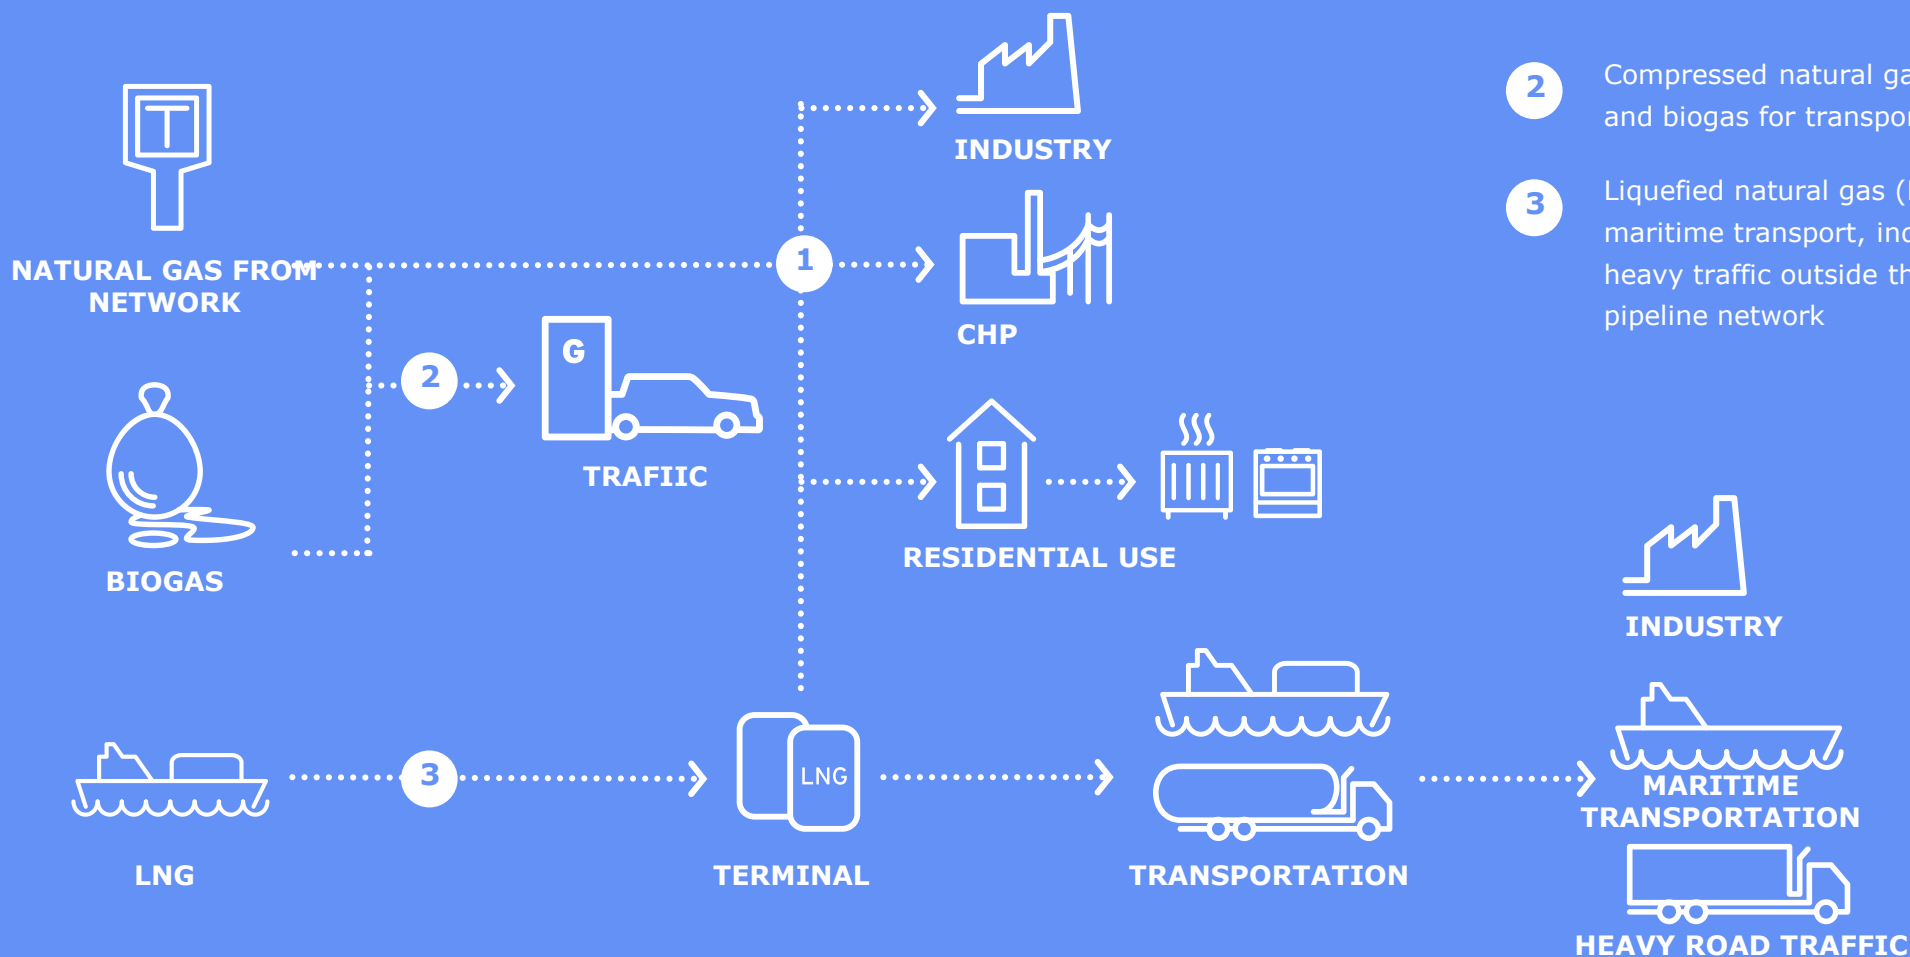 T
NATURAL GAS FROM
NETWORK
BIOGAS
LNG
1
2
3
G
TRAFIIC
INDUSTRY
CHP
RESIDENTIAL USE
LNG
TERMINAL
TRANSPORTATION
2
Compressed natural
and biogas for
3
Liquefied natural gas
maritime transport,
heavy traffic outside
pipeline network
INDUSTRY
MARITIME
TRANSPORTATION
HEAVY ROAD TRAFFIC